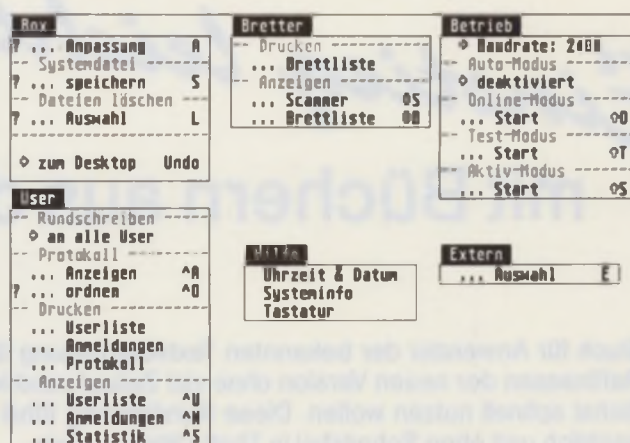 Box
? ... Anpassung A
Systemdatei
? ... speichern S
Dateien löschen
? ... Auswahl L
◇ zum Desktop Undo
Bretter
Drucken
... Brettliste
Anzeigen
... Scanner ⇧S
... Brettliste ⇧B
Betrieb
◇ Baudrate: 2400
Auto-Modus
◇ deaktiviert
Online-Modus
... Start ⇧O
Test-Modus
... Start ⇧T
Aktiv-Modus
... Start ⇧S
User
Rundschreiben
◇ an alle User
Protokoll
... Anzeigen ^A
? ... ordnen ^O
Drucken
... Userliste
... Anmeldungen
... Protokoll
Anzeigen
... Userliste ^U
... Anmeldungen ^N
... Statistik ^S
Hilfe
Uhrzeit & Datum
Systeminfo
Tastatur
Extern
... Auswahl E